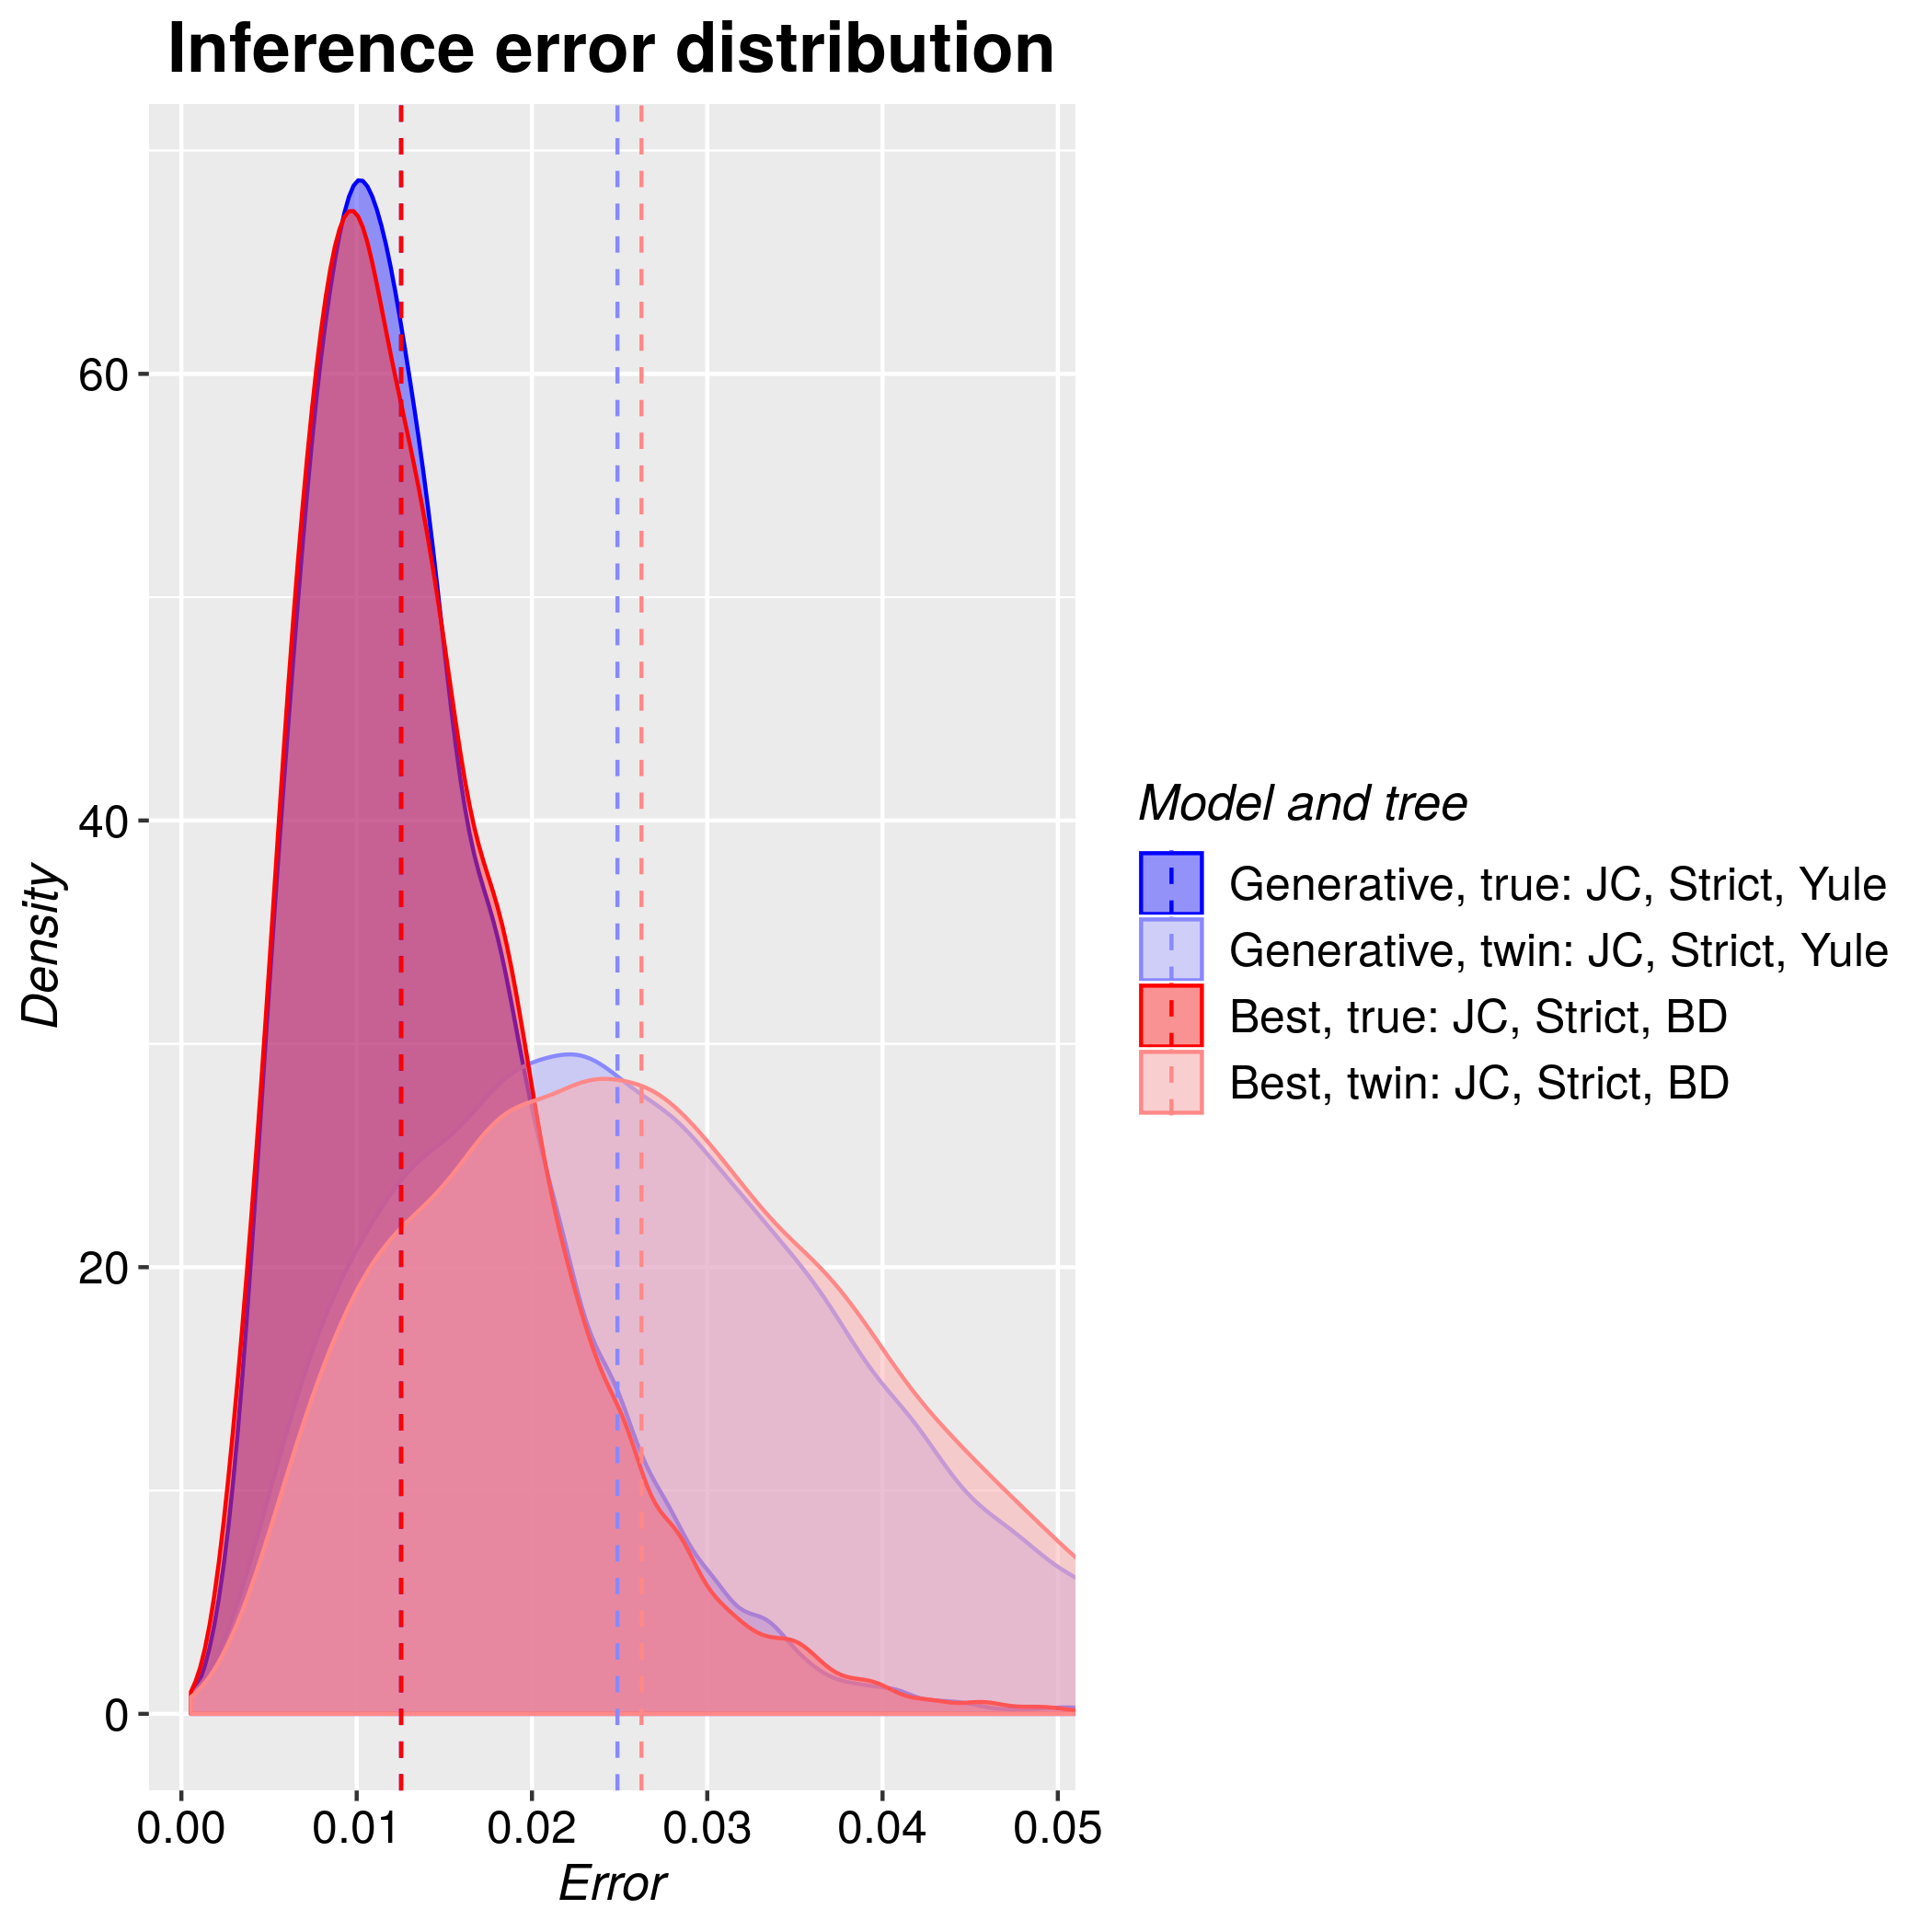 Inference error distribution
60
40
20
0
Density
0.00 0.01 0.02 0.03 0.04 0.05
Error
Model and tree
Generative, true: JC, Strict, Yule
Generative, twin: JC, Strict, Yule
Best, true: JC, Strict, BD
Best, twin: JC, Strict, BD